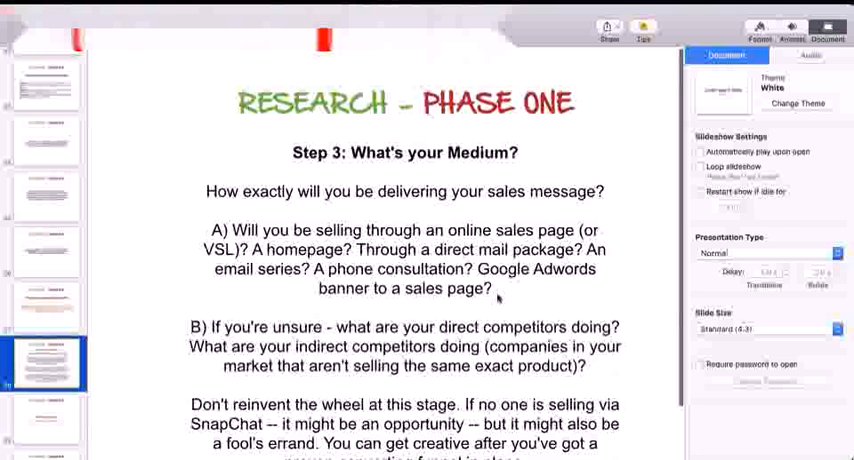 Share
Tips
Format
Animate
Document
Document
Audio
RESEARCH - PHASE ONE
Step 3: What's your Medium?
How exactly will you be delivering your sales message?
A) Will you be selling through an online sales page (or
VSL)? A homepage? Through a direct mail package? An
email series? A phone consultation? Google Adwords
banner to a sales page?
B) If you're unsure - what are your direct competitors doing?
What are your indirect competitors doing (companies in your
market that aren't selling the same exact product)?
Don't reinvent the wheel at this stage. If no one is selling via
SnapChat -- it might be an opportunity -- but it might also be
a fool's errand. You can get creative after you've got a
Theme
White
Change Theme
Slideshow Settings
Automatically play upon open
Loop slideshow
Restart show if idle for
Presentation Type
Normal
Delay:
Transitions
Builds
Slide Size
Standard (4:3)
Require password to open